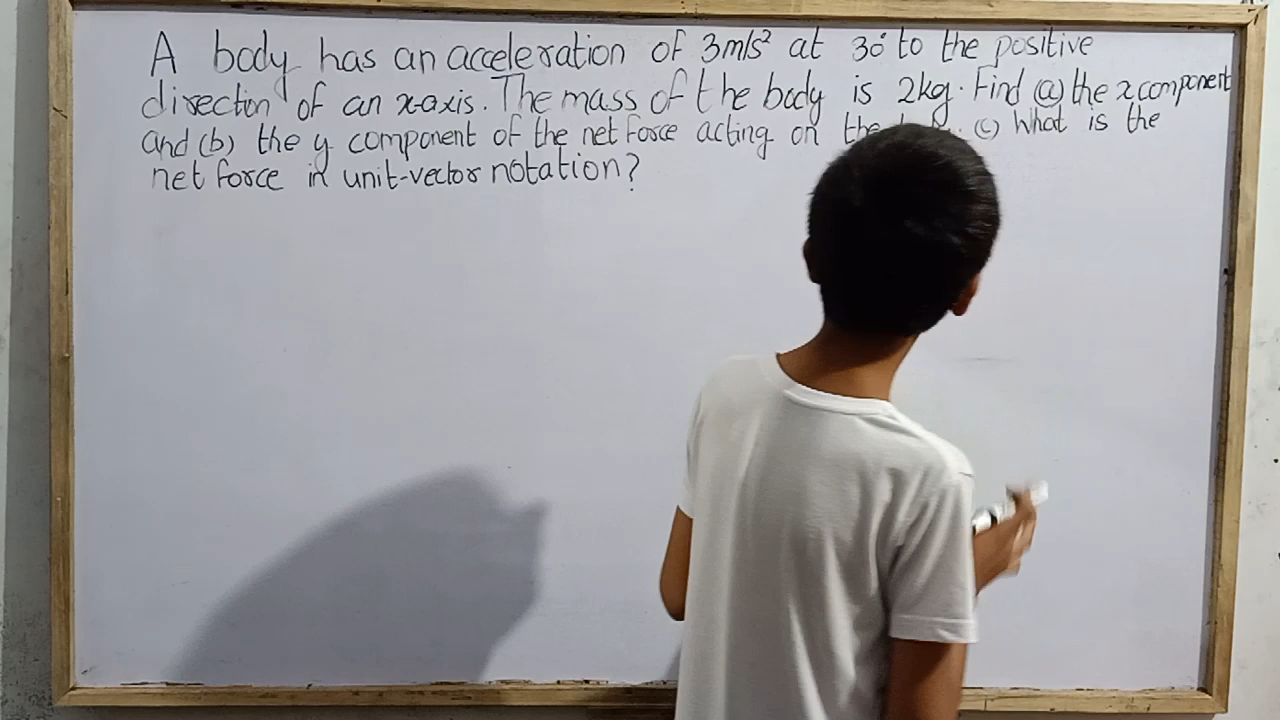 A body has an acceleration of 3m/s² at 30° to the positive
direction of an x-axis. The mass of the body is 2kg. Find (a) the x component
and (b) the y component of the net force acting on the (c) What is the
net force in unit-vector notation?